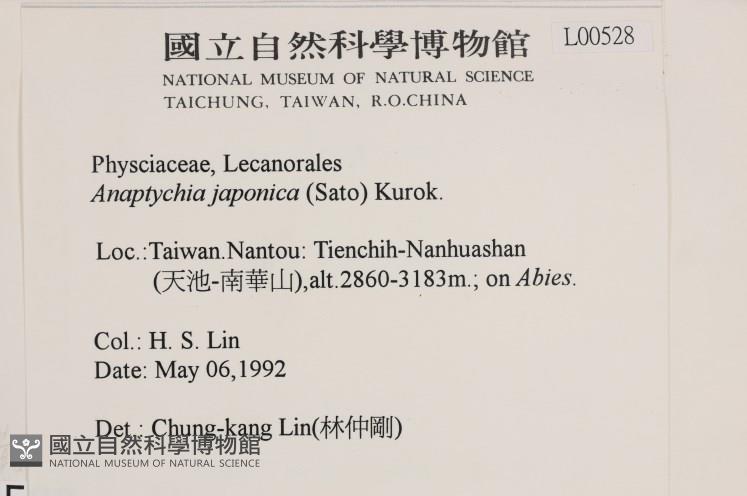 國立自然科學博物館
L00528
NATIONAL MUSEUM OF NATURAL SCIENCE
TAICHUNG, TAIWAN, R.O.CHINA
Physciaceae, Lecanorales
Anaptychia japonica (Sato) Kurok.
Loc.:Taiwan.Nantou: Tienchih-Nanhuashan
(天池-南華山),alt.2860-3183m.; on Abies.
Col.: H. S. Lin
Date: May 06,1992
Det.: Chung-kang Lin(林仲剛)
國立自然科學博物館
NATIONAL MUSEUM OF NATURAL SCIENCE